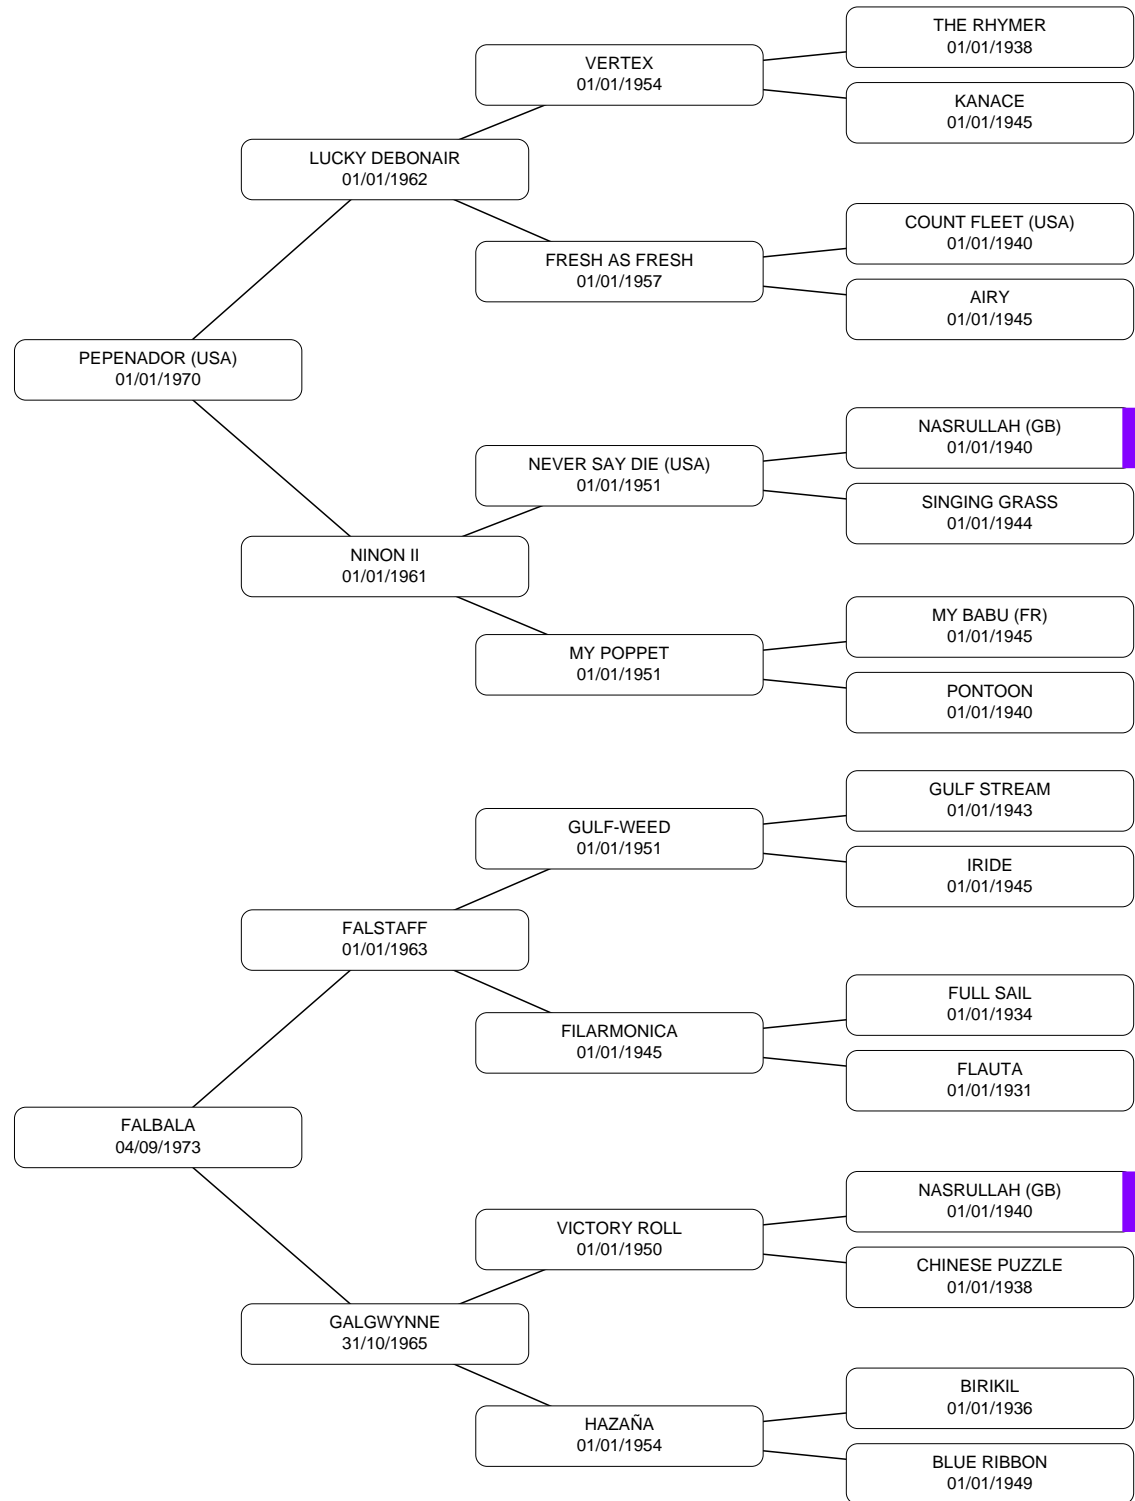 THE RHYMER
01/01/1938
VERTEX
01/01/1954
KANACE
01/01/1945
LUCKY DEBONAIR
01/01/1962
COUNT FLEET (USA)
01/01/1940
FRESH AS FRESH
01/01/1957
AIRY
01/01/1945
PEPENADOR (USA)
01/01/1970
NASRULLAH (GB)
01/01/1940
NEVER SAY DIE (USA)
01/01/1951
SINGING GRASS
01/01/1944
NINON II
01/01/1961
MY BABU (FR)
01/01/1945
MY POPPET
01/01/1951
PONTOON
01/01/1940
GULF STREAM
01/01/1943
GULF-WEED
01/01/1951
IRIDE
01/01/1945
FALSTAFF
01/01/1963
FULL SAIL
01/01/1934
FILARMONICA
01/01/1945
FLAUTA
01/01/1931
FALBALA
04/09/1973
NASRULLAH (GB)
01/01/1940
VICTORY ROLL
01/01/1950
CHINESE PUZZLE
01/01/1938
GALGWYNNE
31/10/1965
BIRIKIL
01/01/1936
HAZAÑA
01/01/1954
BLUE RIBBON
01/01/1949